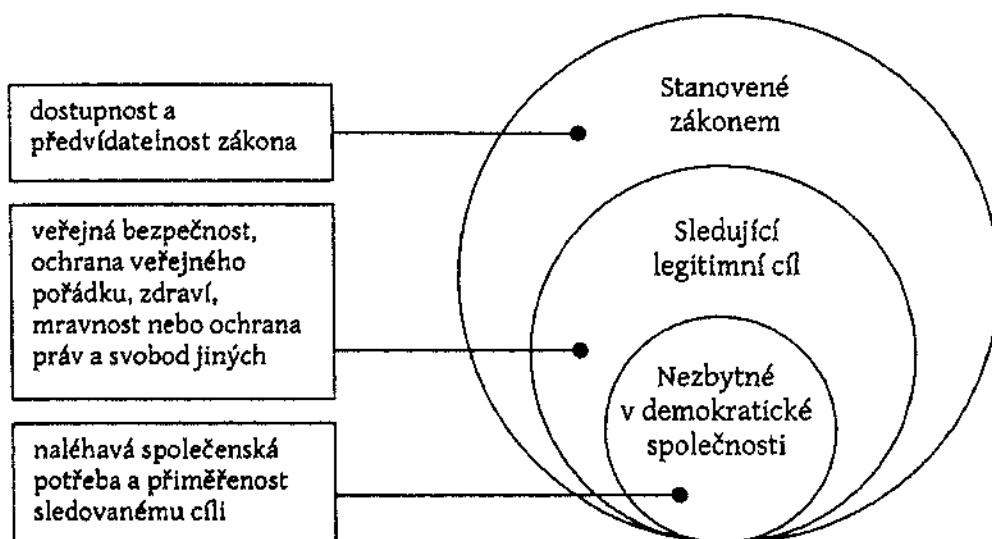 dostupnost a
předvídatelnost zákona
veřejná bezpečnost,
ochrana veřejného
pořádku, zdraví,
mravnost nebo ochrana
práv a svobod jiných
naléhavá společenská
potřeba a přiměřenost
sledovanému cíli
Stanovené
zákonem
Sledující
legitimní cíl
Nezbytné
v demokratické
společnosti